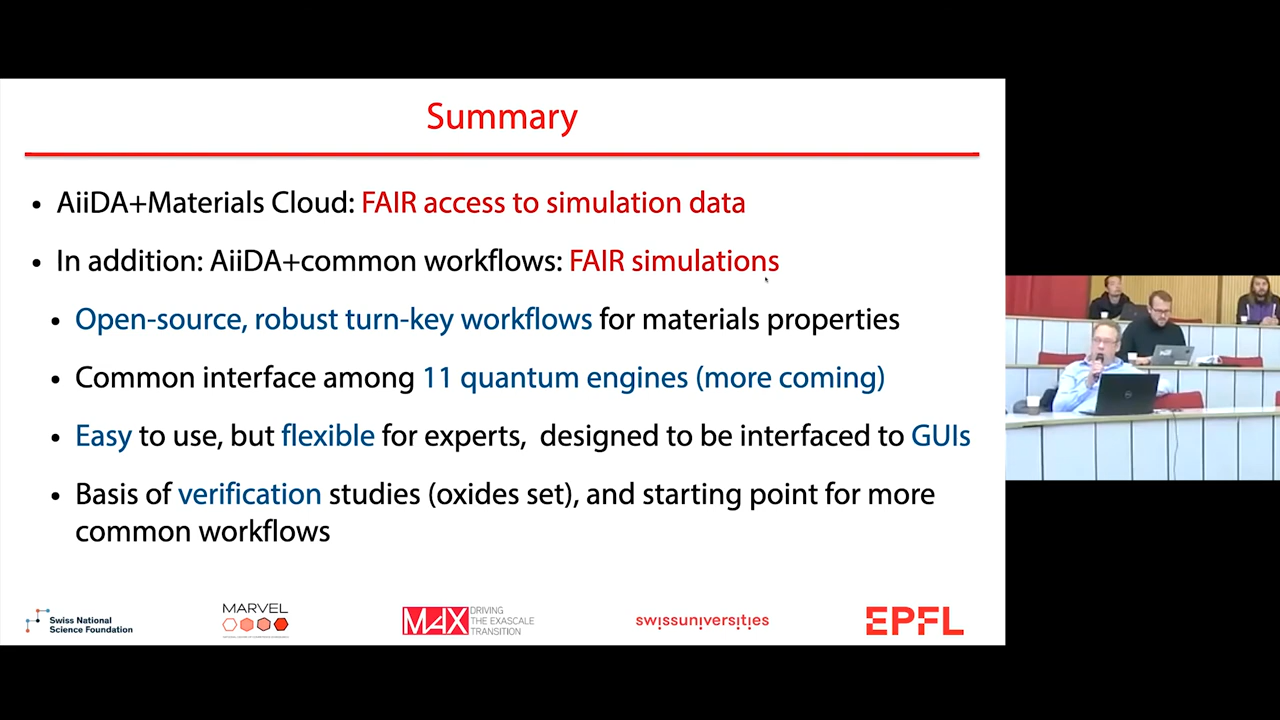 Summary
• AiiDA+Materials Cloud: FAIR access to simulation data
• In addition: AiiDA+common workflows: FAIR simulations
• Open-source, robust turn-key workflows for materials properties
• Common interface among 11 quantum engines (more coming)
• Easy to use, but flexible for experts, designed to be interfaced to GUIs
• Basis of verification studies (oxides set), and starting point for more
common workflows
Swiss National
Science Foundation
MARVEL
MAX
DRIVING
THE EXASCALE
TRANSITION
swissuniversities
EPFL